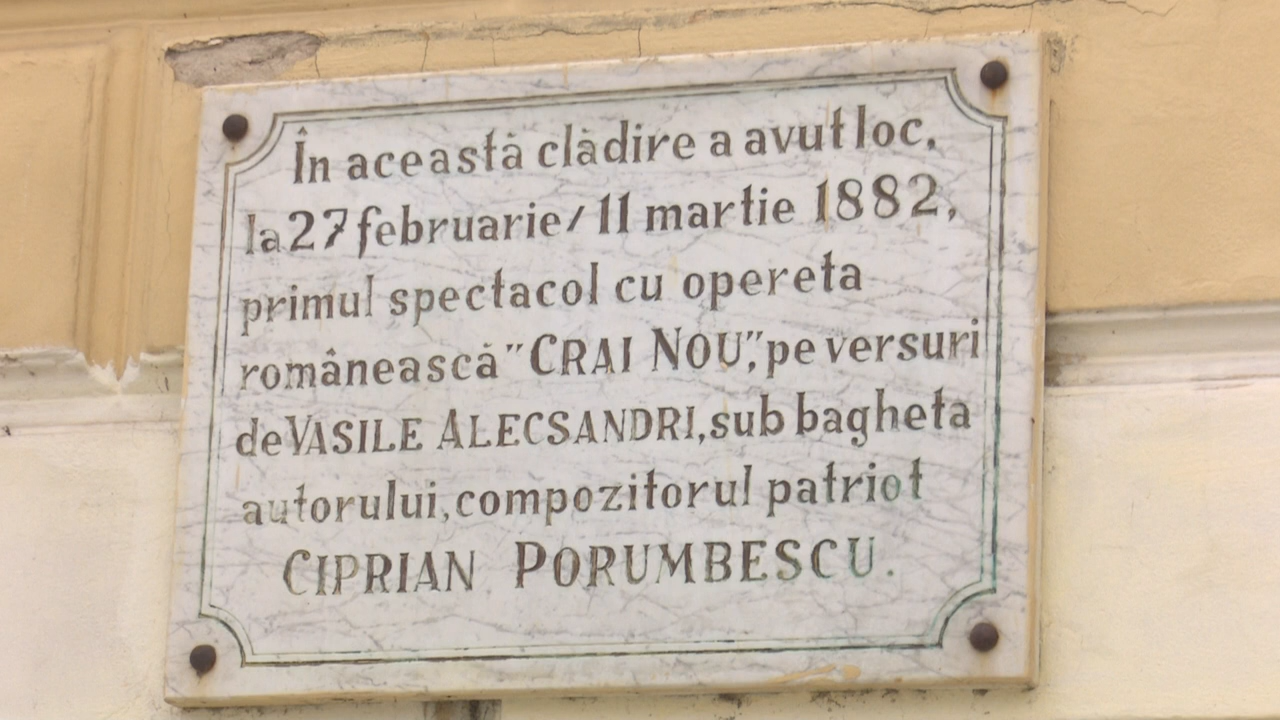 În această clădire a avut loc,
la 27 februarie / 11 martie 1882,
primul spectacol cu opereta
românească "CRAI NOU", pe versuri
de VASILE ALECSANDRI, sub bagheta
autorului, compozitorul patriot
CIPRIAN PORUMBESCU.